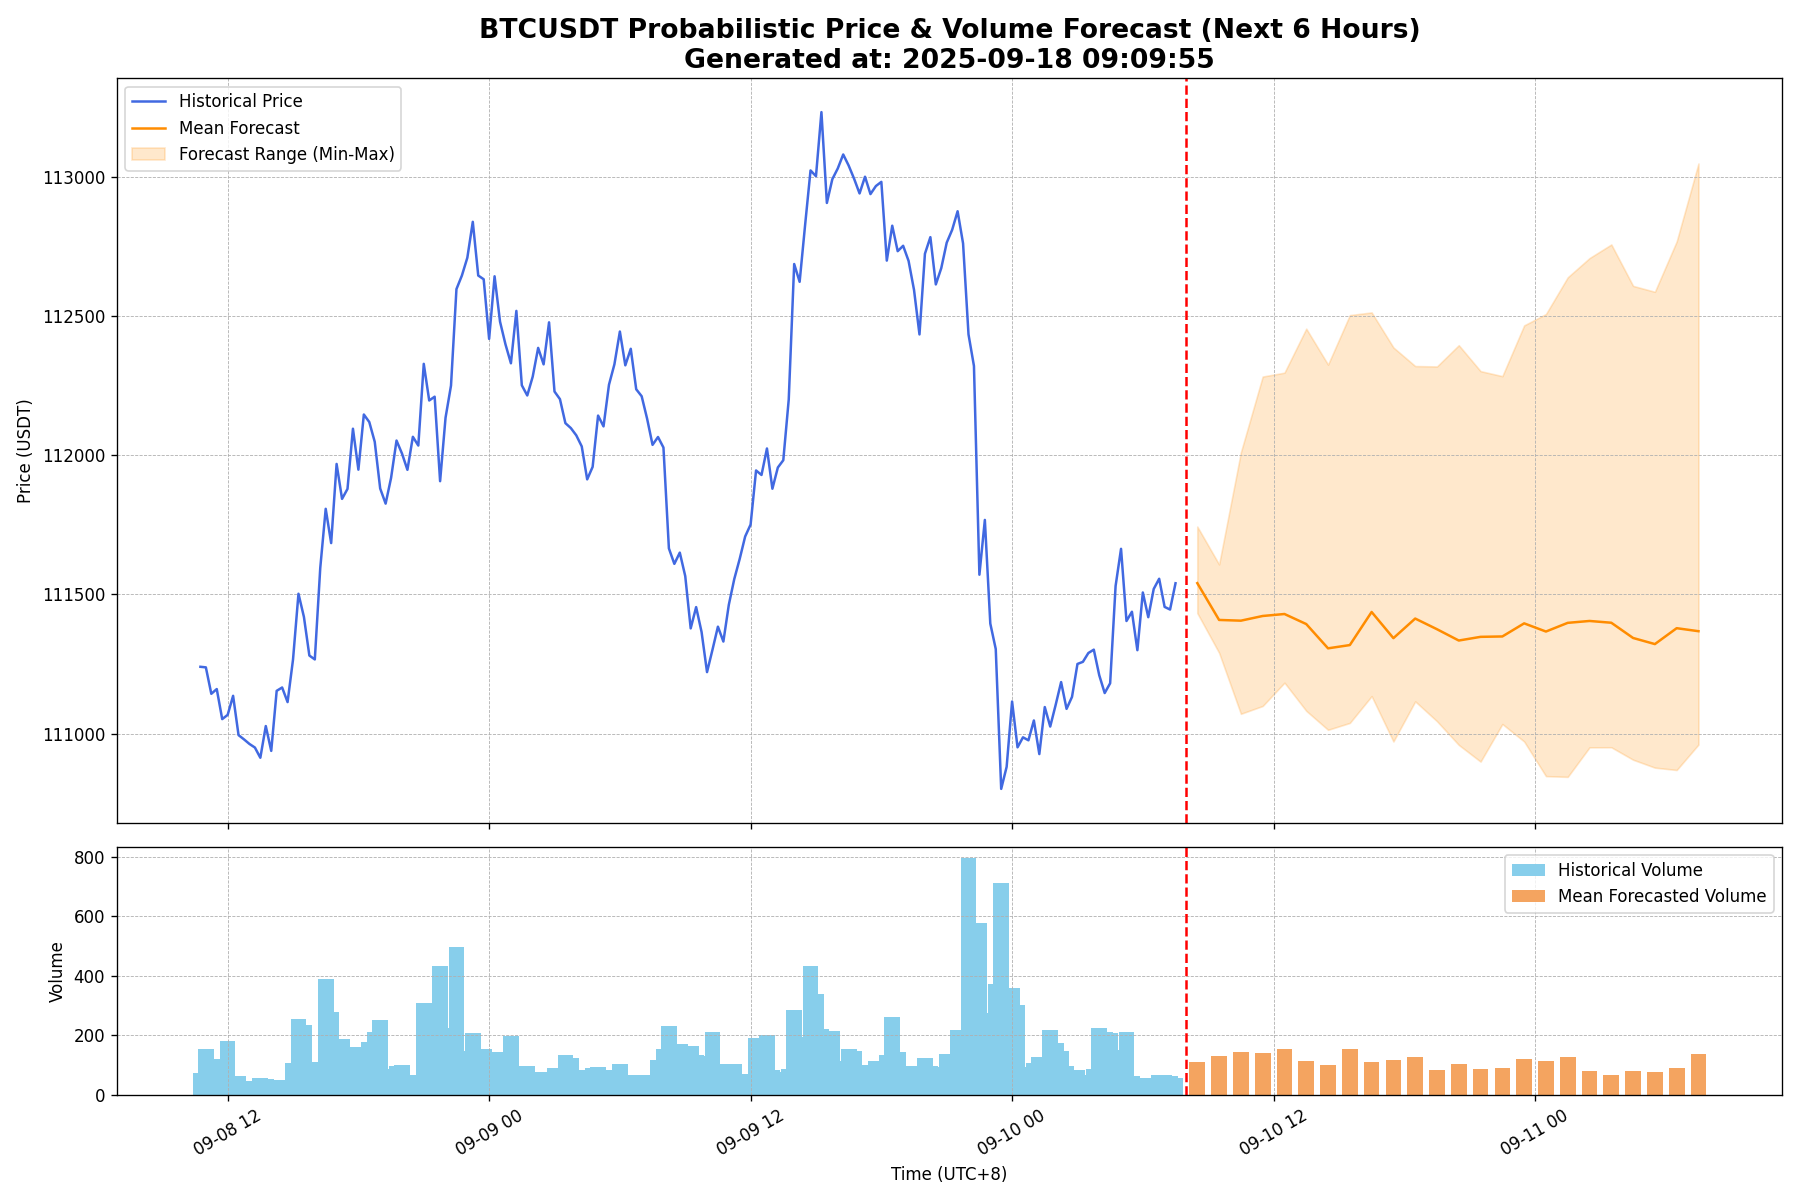 BTCUSDT Probabilistic Price & Volume Forecast (Next 6 Hours)
Generated at: 2025-09-18 09:09:55
Historical Price
Mean Forecast
Forecast Range (Min-Max)
113000
112500
112000
111500
111000
Price (USDT)
Historical Volume
Mean Forecasted Volume
800
600
400
200
0
Volume
09-08 12
09-09 00
09-09 12
09-10 00
09-10 12
09-11 00
Time (UTC+8)